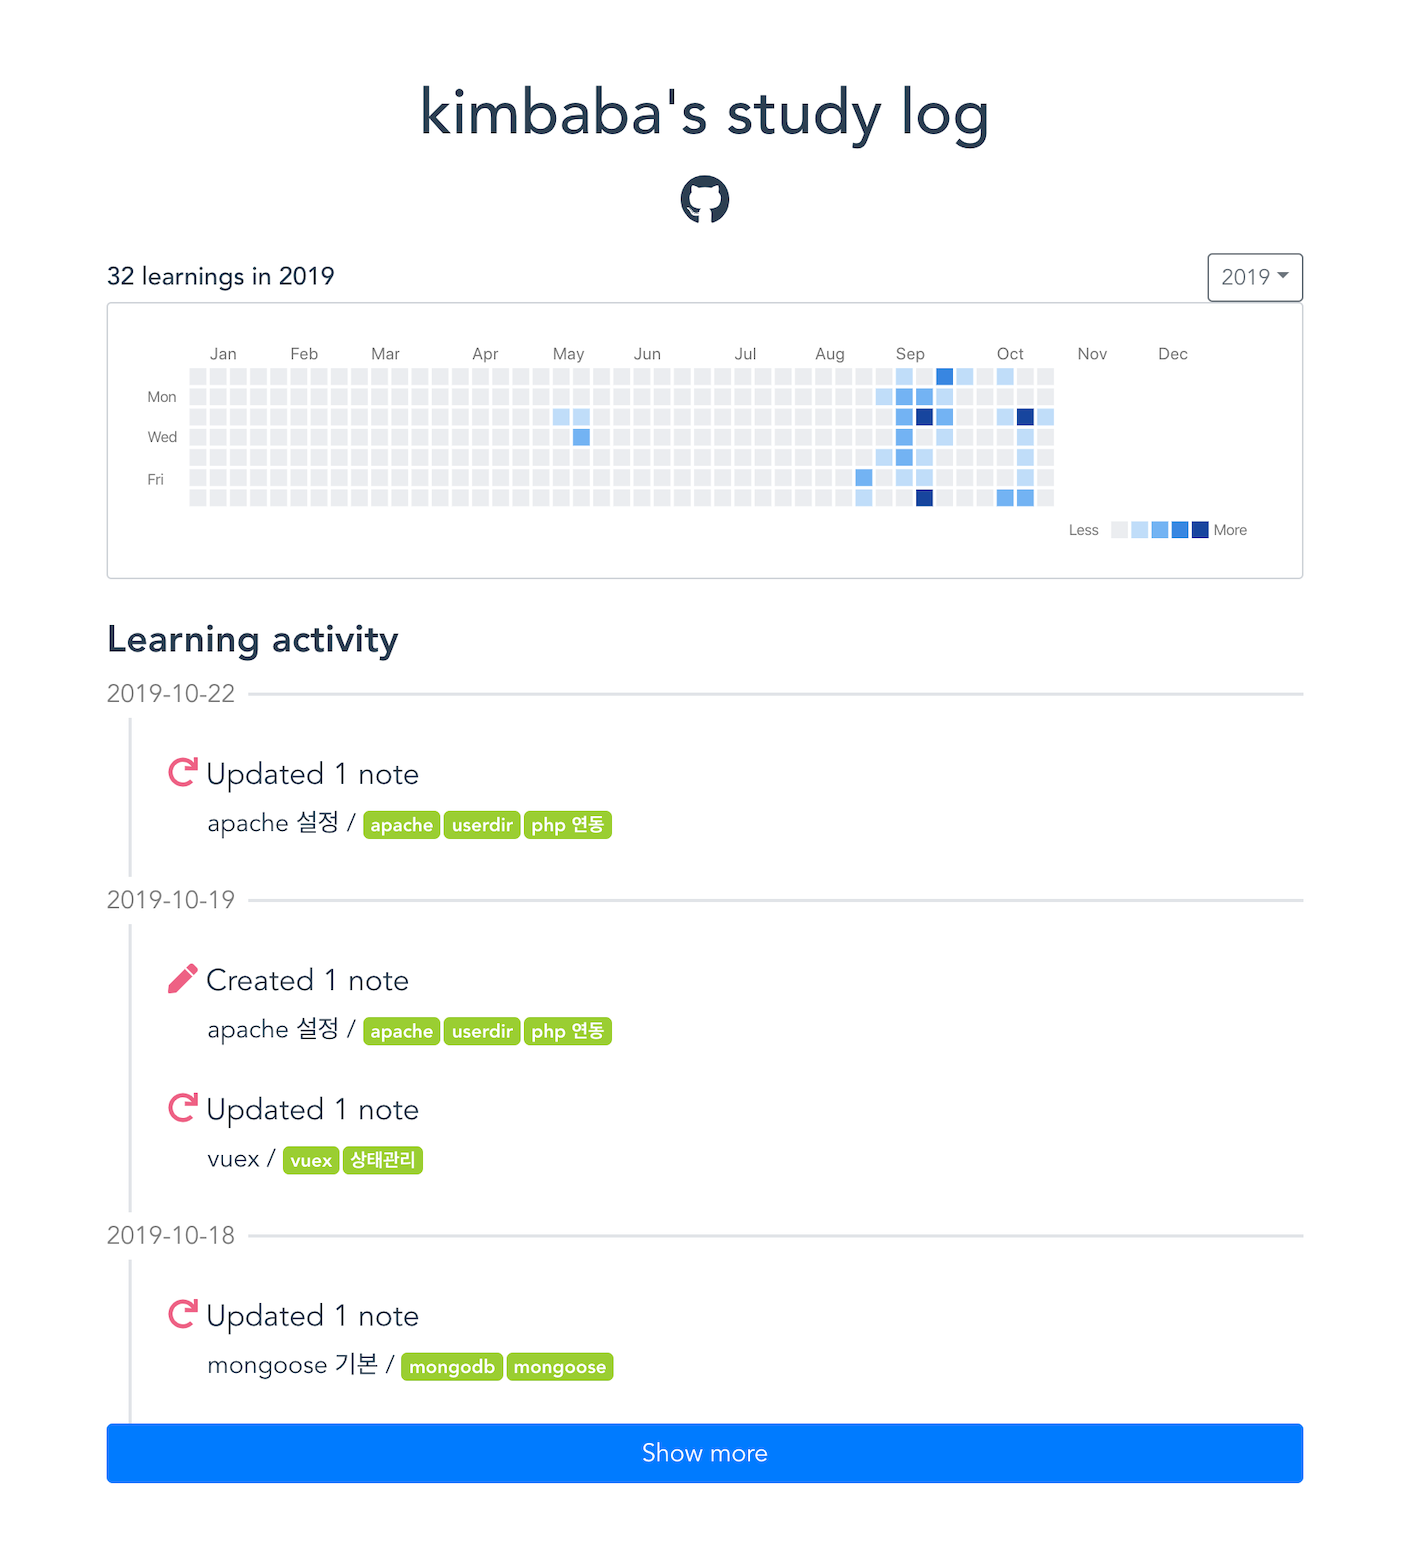 kimbaba's study log
32 learnings in 2019
2019
Jan Feb Mar Apr May Jun Jul Aug Sep Oct Nov Dec
Mon
Wed
Fri
Less More
Learning activity
2019-10-22
Updated 1 note
apache 설정 / apache userdir php 연동
2019-10-19
Created 1 note
apache 설정 / apache userdir php 연동
Updated 1 note
vuex / vuex 상태관리
2019-10-18
Updated 1 note
mongoose 기본 / mongodb mongoose
Show more